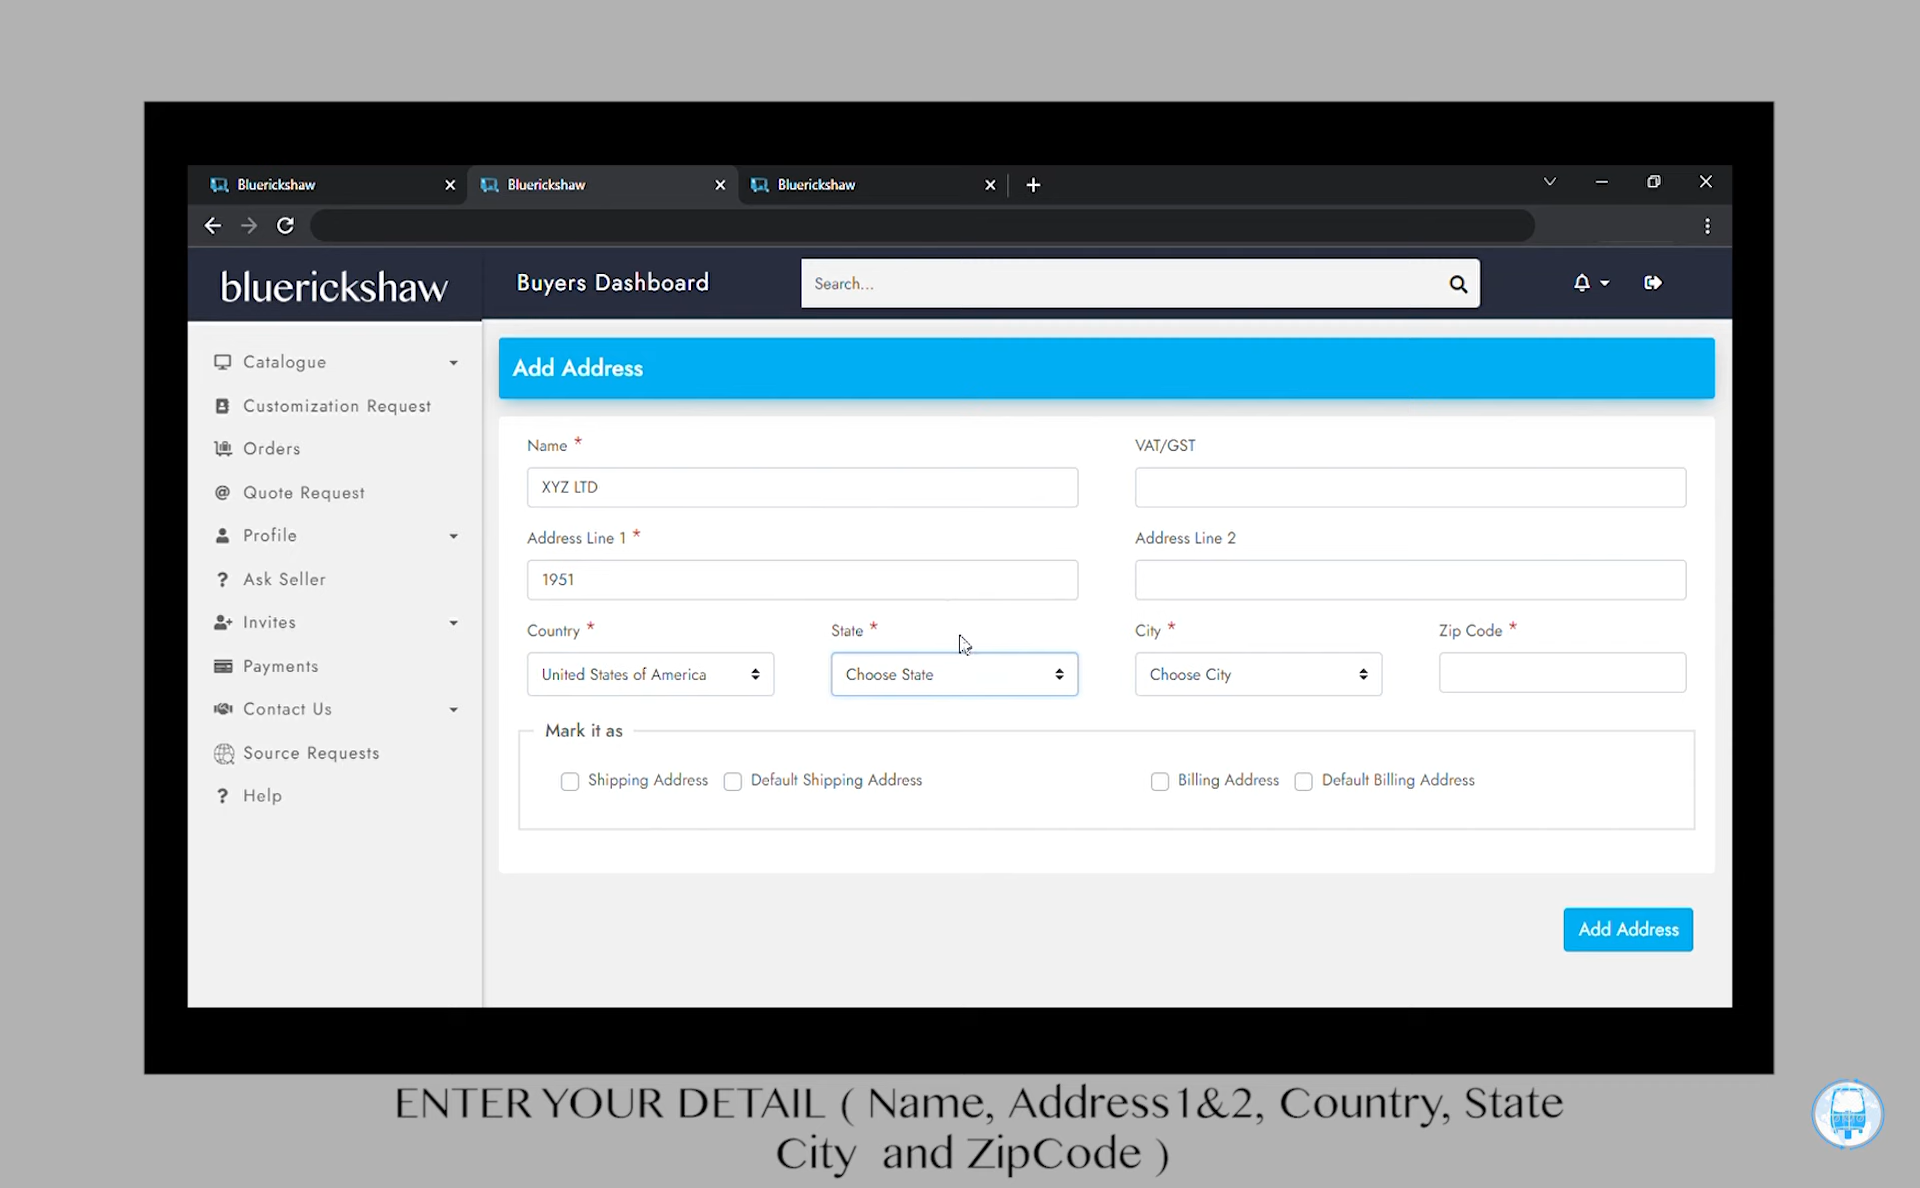 Bluerickshaw
Bluerickshaw
Bluerickshaw
bluerickshaw
Buyers Dashboard
Search...
Catalogue
Customization Request
Orders
Quote Request
Profile
Ask Seller
Invites
Payments
Contact Us
Source Requests
Help
Add Address
Name *
VAT/GST
XYZ LTD
Address Line 1 *
Address Line 2
1951
Country *
State *
City *
Zip Code *
United States of America
Choose State
Choose City
Mark it as
Shipping Address
Default Shipping Address
Billing Address
Default Billing Address
Add Address
ENTER YOUR DETAIL ( Name, Address1&2, Country, State
City and ZipCode )